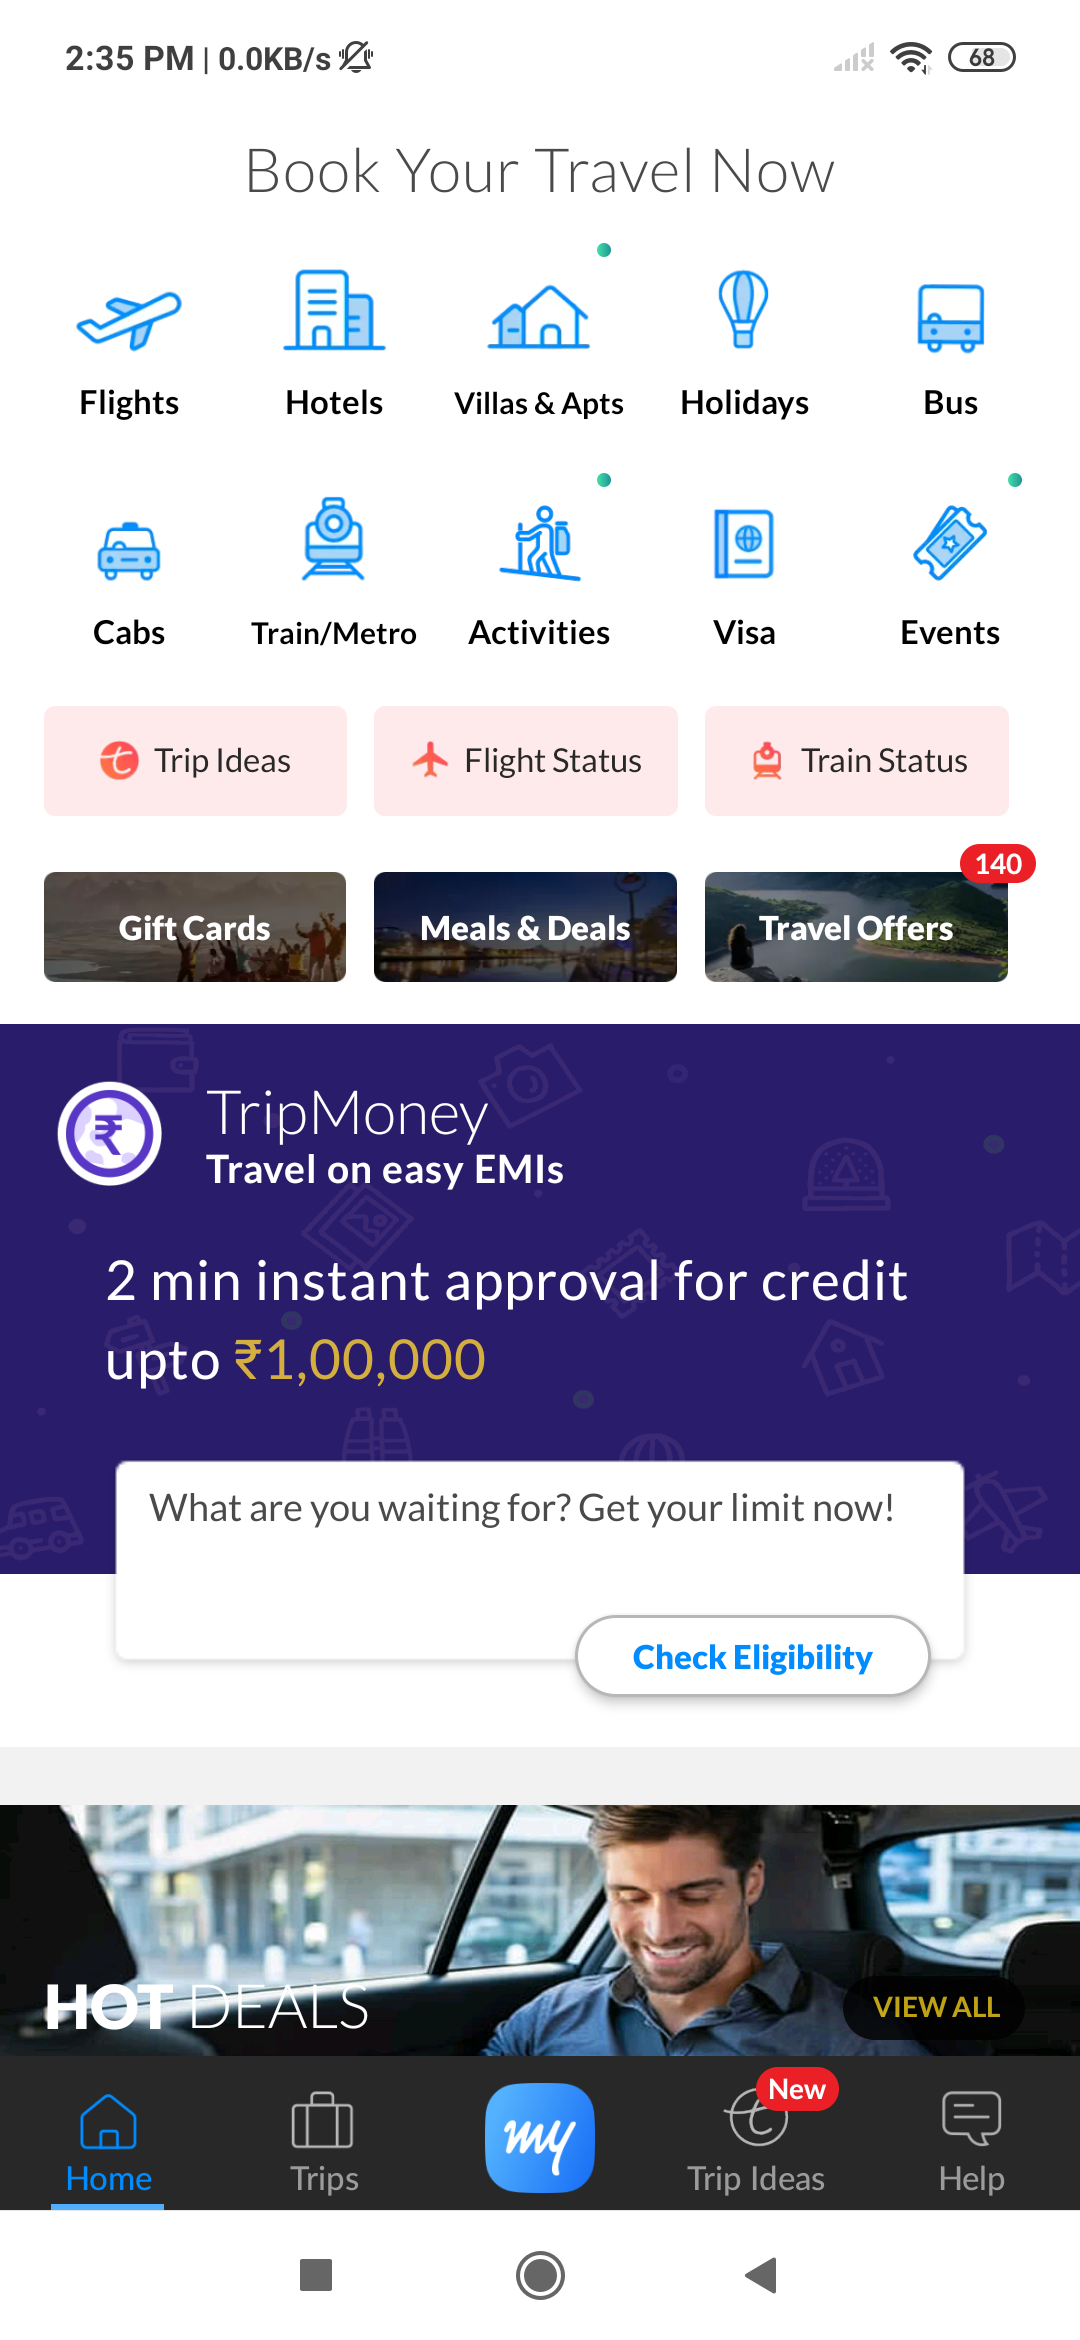 2:35 PM | 0.0KB/s
68
Book Your Travel Now
Flights Hotels Villas & Apts Holidays Bus
Cabs Train/Metro Activities Visa Events
Trip Ideas Flight Status Train Status
140
Gift Cards Meals & Deals Travel Offers
TripMoney
Travel on easy EMIs
2 min instant approval for credit
upto ₹1,00,000
What are you waiting for? Get your limit now!
Check Eligibility
HOT DEALS
VIEW ALL
New
my
Home Trips Trip Ideas Help